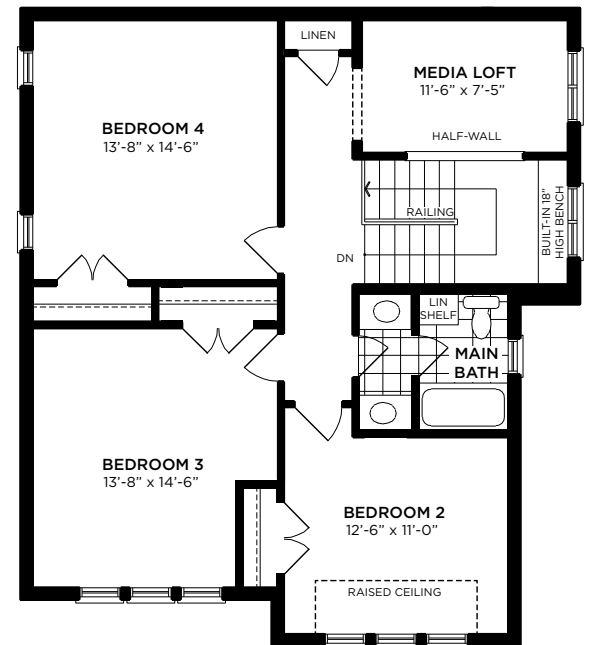 LINEN
MEDIA LOFT
11'-6" x 7'-5"
BEDROOM 4
13'-8" x 14'-6"
HALF-WALL
BUILT-IN 18"
HIGH BENCH
RAILING
DN
LIN
SHELF
MAIN
BATH
BEDROOM 3
13'-8" x 14'-6"
BEDROOM 2
12'-6" x 11'-0"
RAISED CEILING